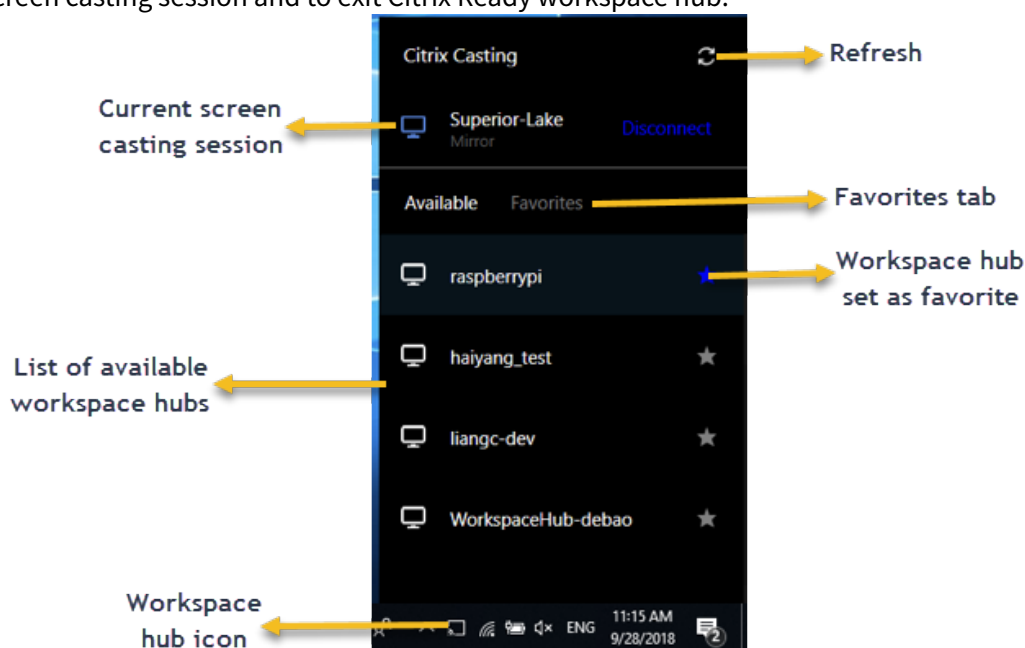 creen casting session and to exit Citrix Ready workspace hub.
Citrix Casting
Refresh
Current screen
casting session
Superior-Lake
Mirror
Disconnect
Available Favorites
Favorites tab
raspberrypi
Workspace hub
set as favorite
haiyang_test
List of available
workspace hubs
liangc-dev
WorkspaceHub-debao
Workspace
hub icon
ENG
11:15 AM
9/28/2018
2